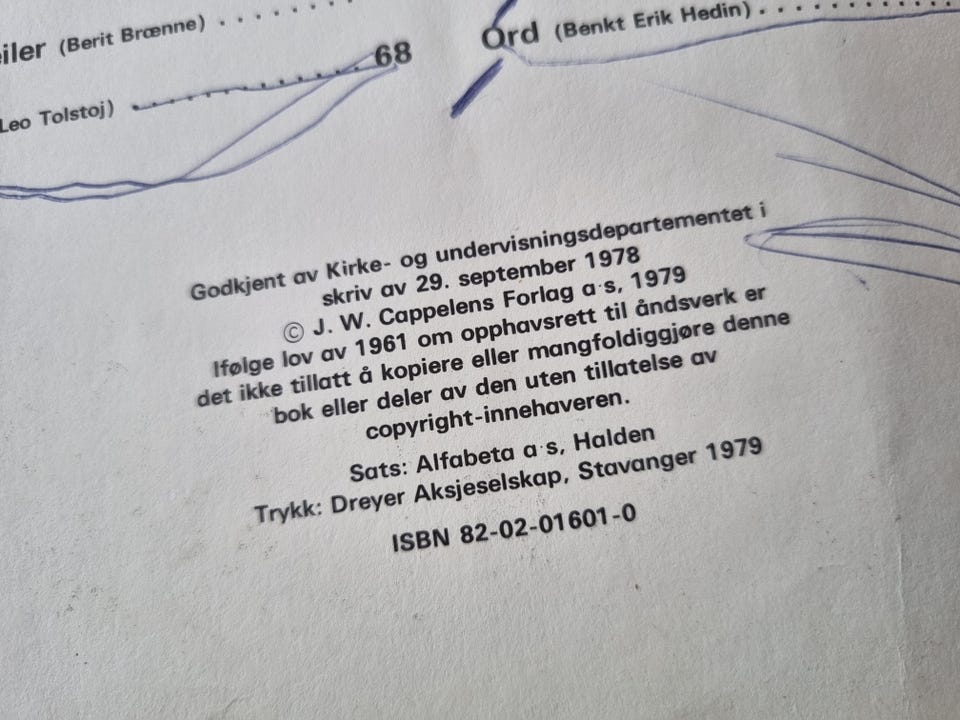 eiler (Berit Brænne) . . . . . . . .
Leo Tolstoj) . . . . . . . . . . . . . . . 68
Ord (Benkt Erik Hedin) . . . . . . . . . . . .
Godkjent av Kirke- og undervisningsdepartementet i
skriv av 29. september 1978
© J. W. Cappelens Forlag a·s, 1979
Ifølge lov av 1961 om opphavsrett til åndsverk er
det ikke tillatt å kopiere eller mangfoldiggjøre denne
bok eller deler av den uten tillatelse av
copyright-innehaveren.
Sats: Alfabeta a·s, Halden
Trykk: Dreyer Aksjeselskap, Stavanger 1979
ISBN 82-02-01601-0